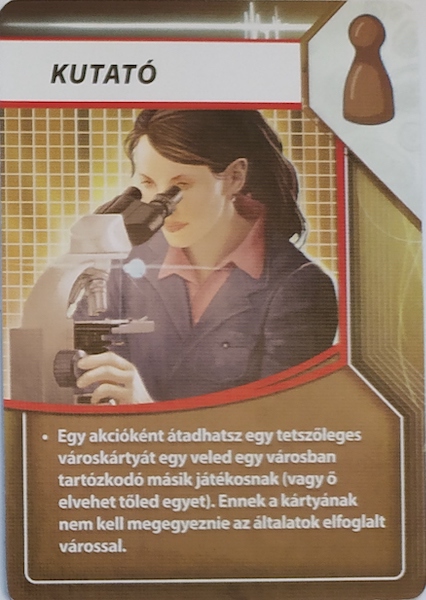 KUTATÓ
• Egy akcióként átadhatsz egy tetszőleges
városkártyát egy veled egy városban
tartózkodó másik játékosnak (vagy ő
elvehet tőled egyet). Ennek a kártyának
nem kell megegyeznie az általatok elfoglalt
várossal.